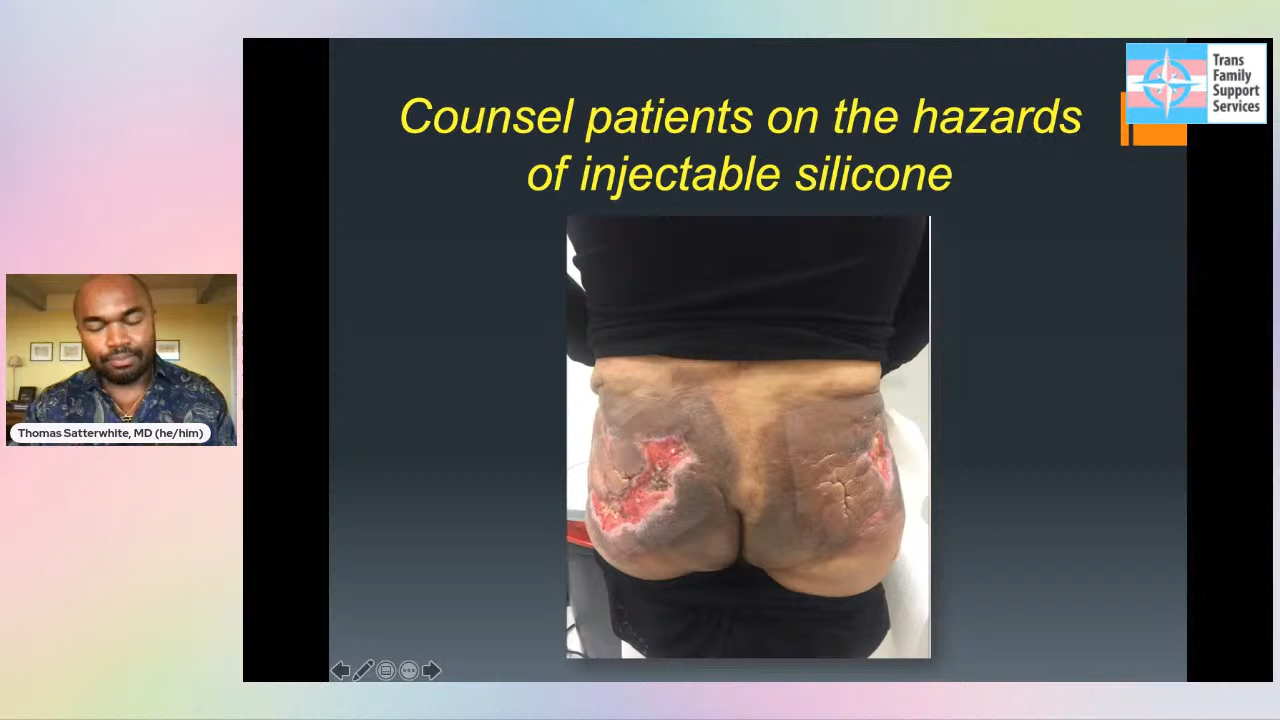 Counsel patients on the hazards
of injectable silicone
Trans
Family
Support
Services
Thomas Satterwhite, MD (he/him)